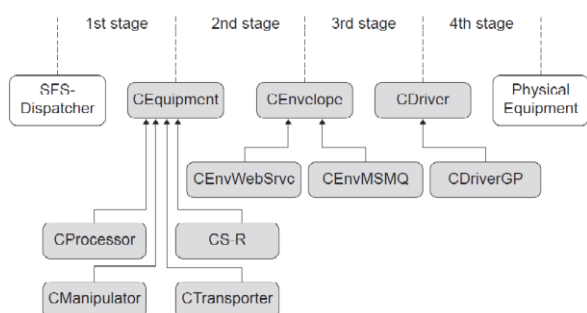 1st stage
2nd stage
3rd stage
4th stage
SFS-
Dispatcher
CEquipment
CEnvelope
CDriver
Physical
Equipment
CEnvWebSrvc
CEnvMSMQ
CDriverGP
CProcessor
CS-R
CManipulator
CTransporter